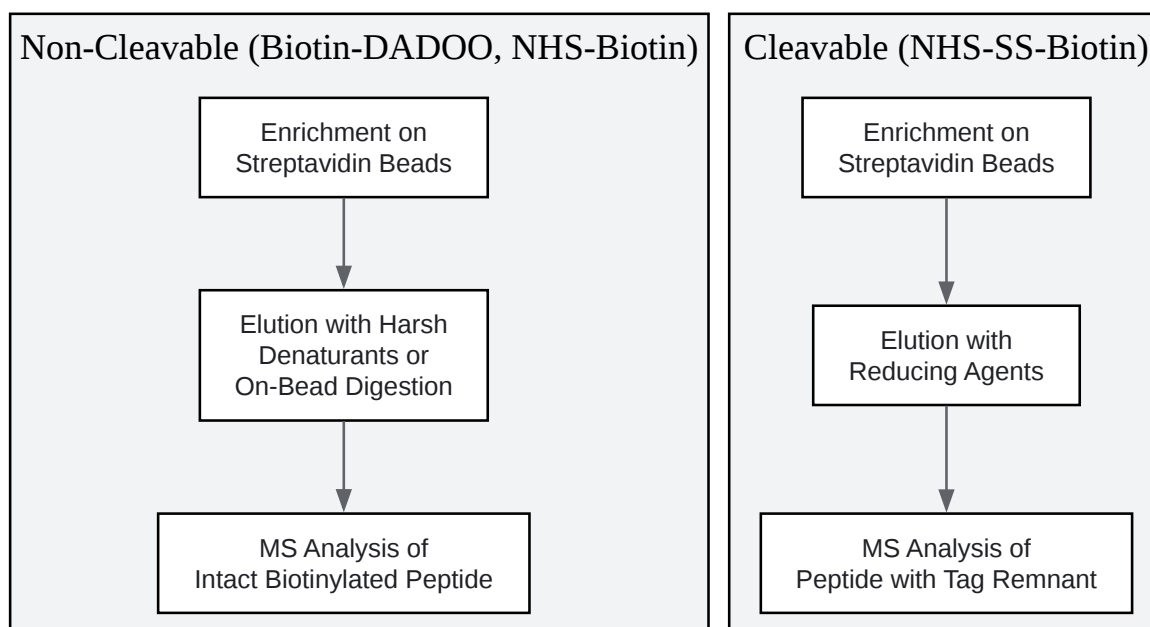 Non-Cleavable (Biotin-DADOO, NHS-Biotin)
Enrichment on
Streptavidin Beads
Elution with Harsh
Denaturants or
On-Bead Digestion
MS Analysis of
Intact Biotinylated Peptide
Cleavable (NHS-SS-Biotin)
Enrichment on
Streptavidin Beads
Elution with
Reducing Agents
MS Analysis of
Peptide with Tag Remnant